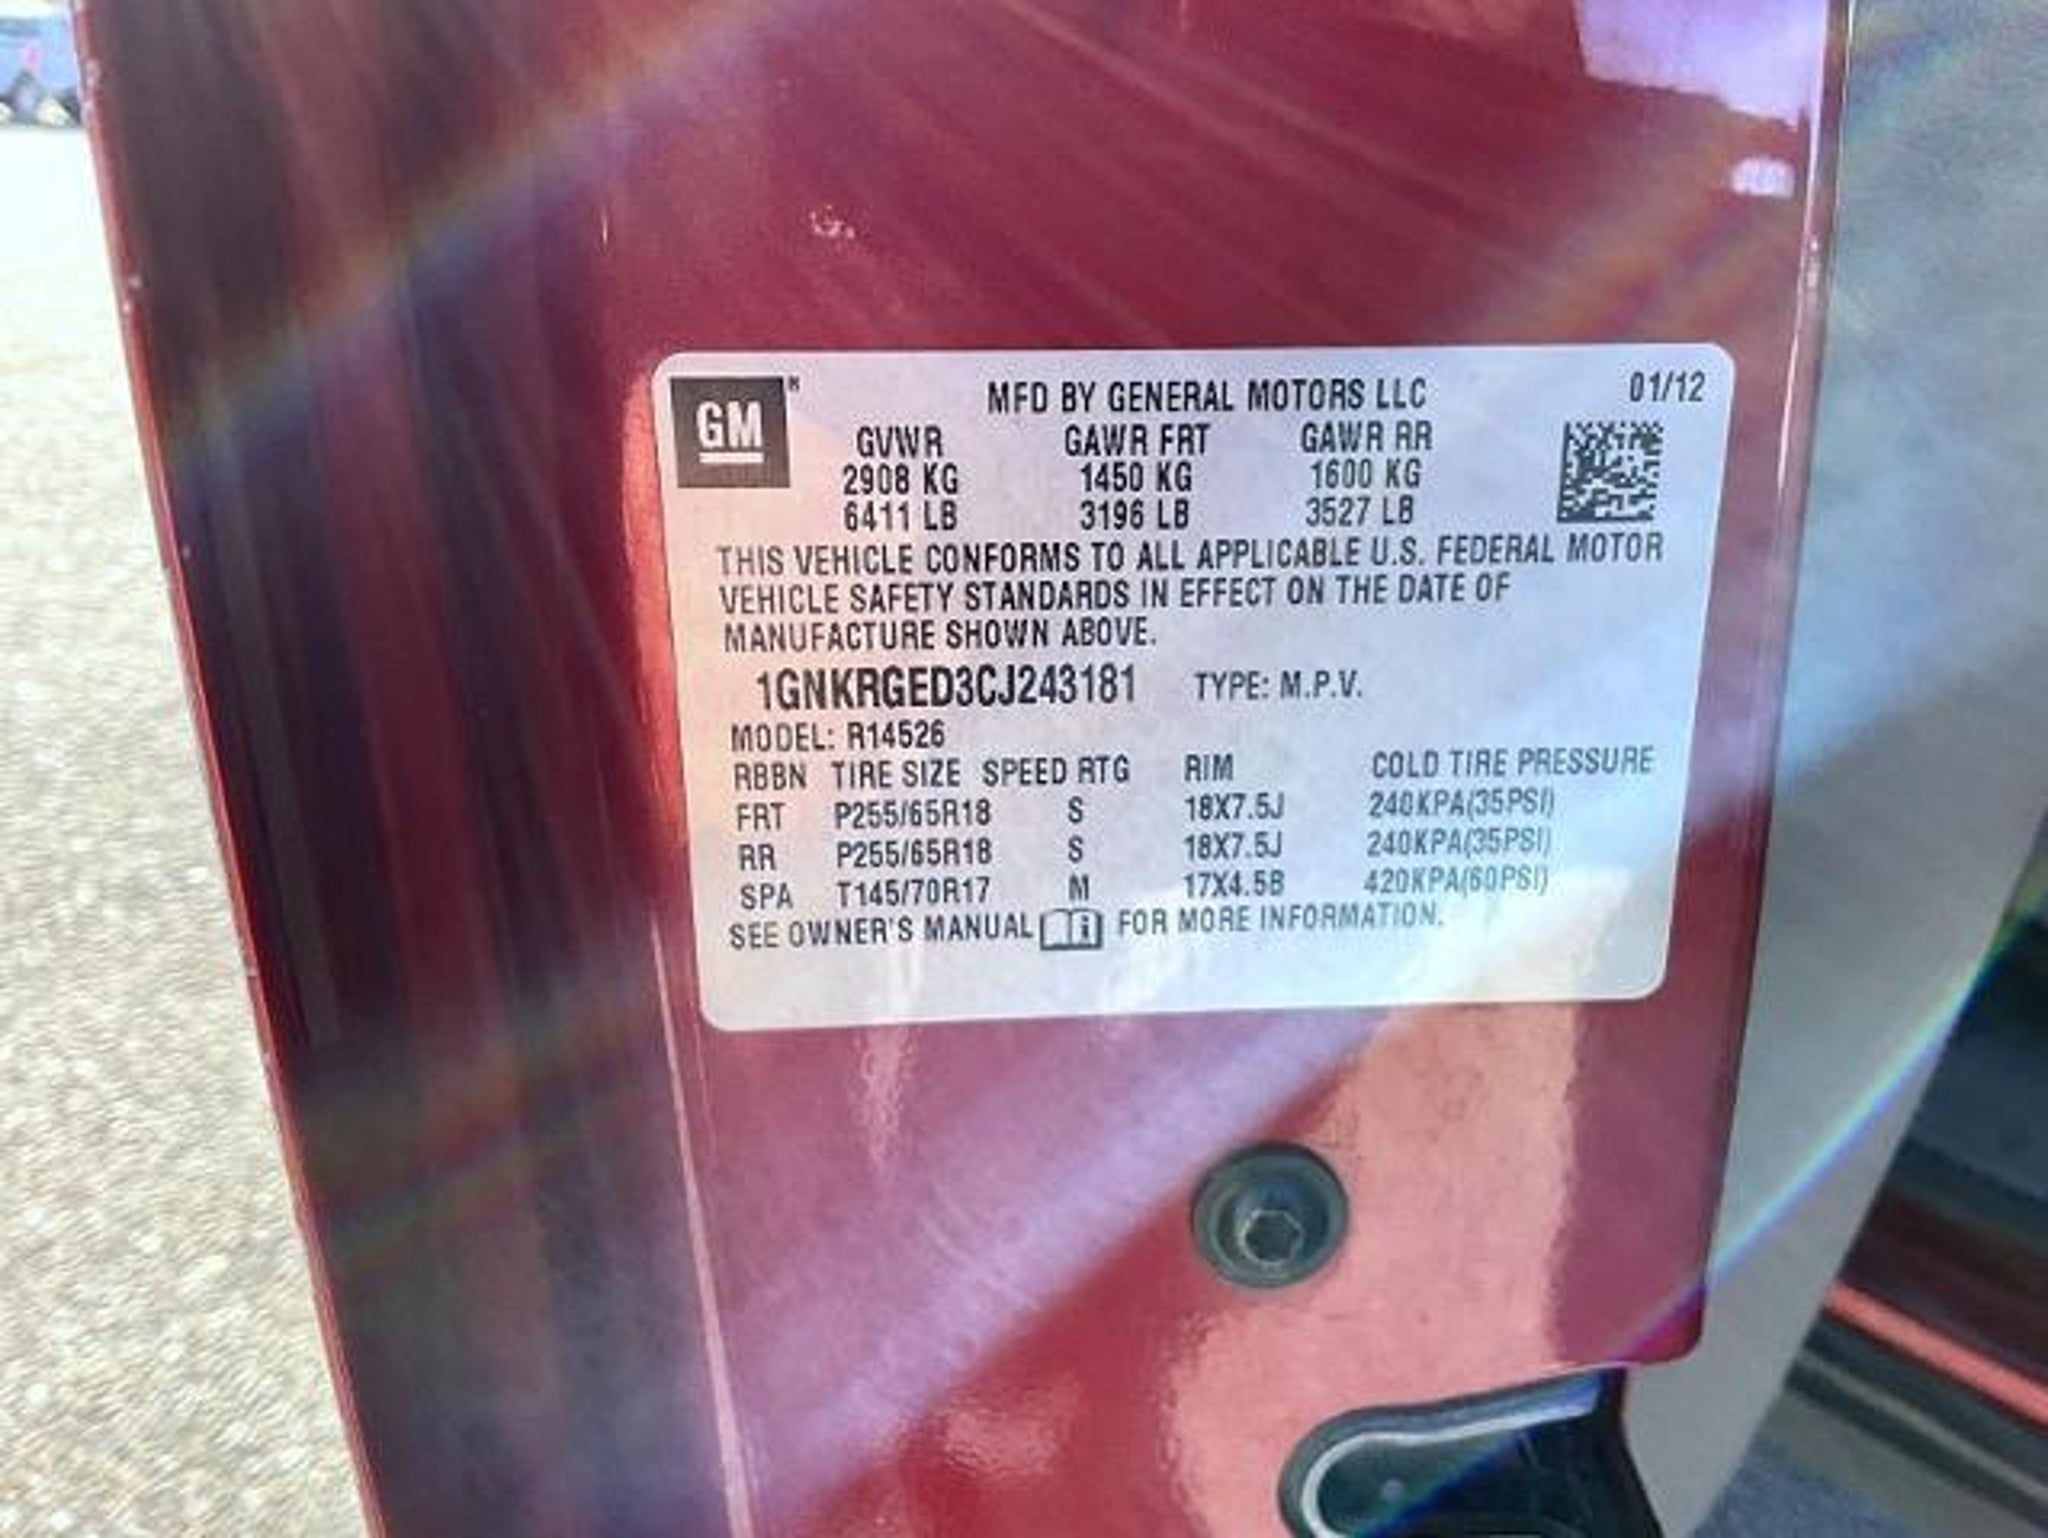 GM® MFD BY GENERAL MOTORS LLC 01/12
GVWR GAWR FRT GAWR RR
2908 KG 1450 KG 1600 KG
6411 LB 3196 LB 3527 LB
THIS VEHICLE CONFORMS TO ALL APPLICABLE U.S. FEDERAL MOTOR
VEHICLE SAFETY STANDARDS IN EFFECT ON THE DATE OF
MANUFACTURE SHOWN ABOVE.
1GNKRGED3CJ243181 TYPE: M.P.V.
MODEL: R14526
RBBN TIRE SIZE SPEED RTG RIM COLD TIRE PRESSURE
FRT P255/65R18 S 18X7.5J 240KPA(35PSI)
RR P255/65R18 S 18X7.5J 240KPA(35PSI)
SPA T145/70R17 M 17X4.5B 420KPA(60PSI)
SEE OWNER'S MANUAL i FOR MORE INFORMATION.